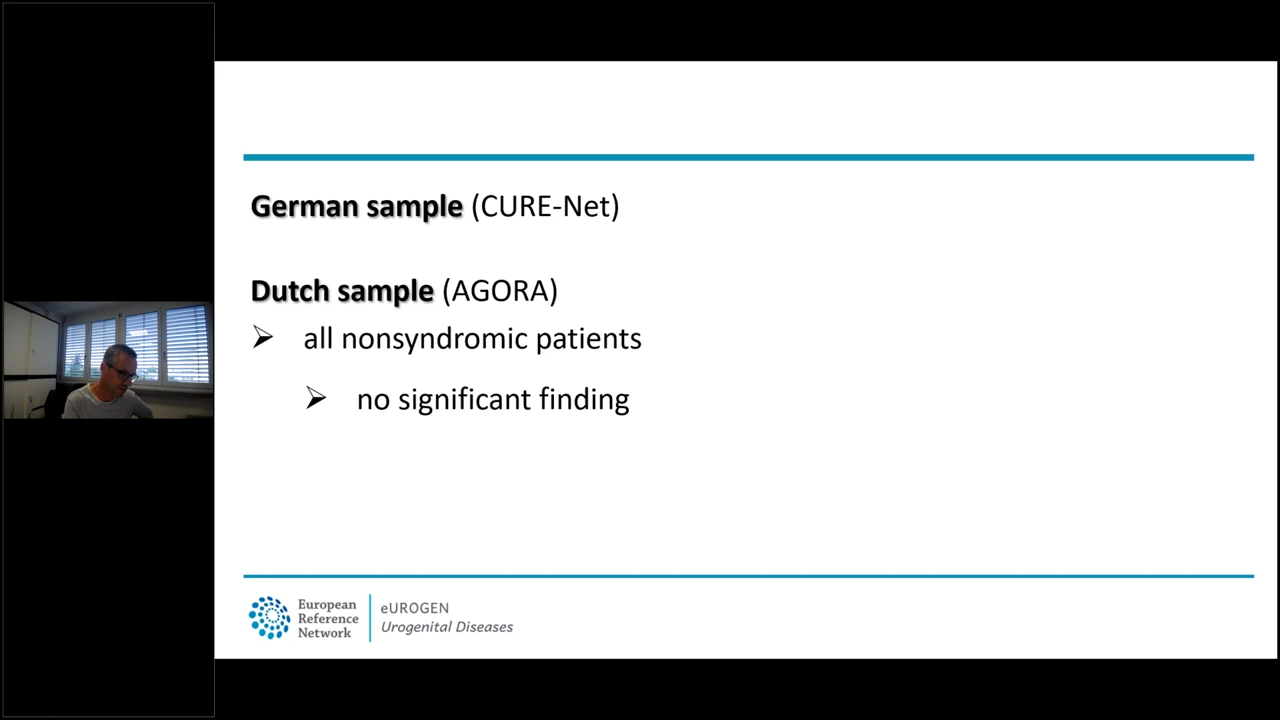 German sample (CURE-Net)
Dutch sample (AGORA)
all nonsyndromic patients
no significant finding
European
Reference
Network
eUROGEN
Urogenital Diseases